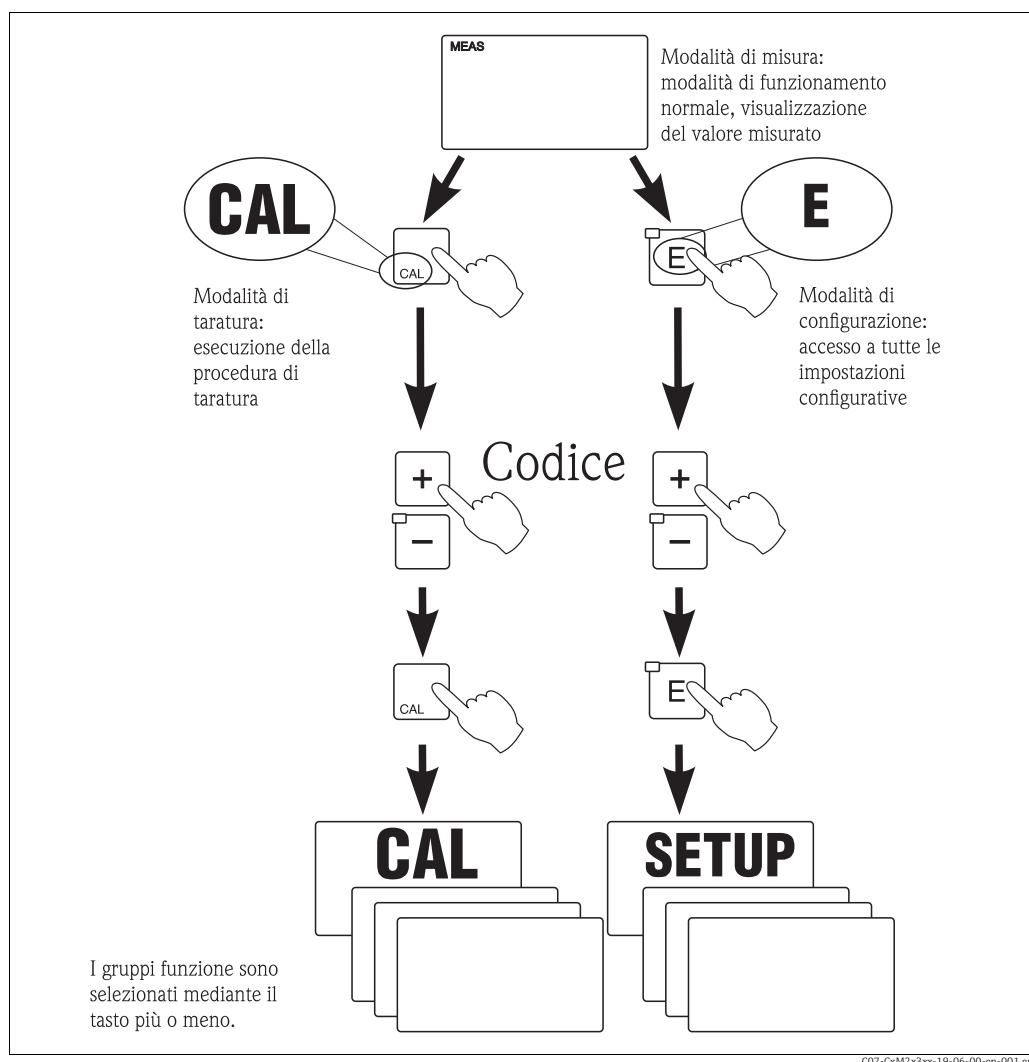 MEAS
Modalità di misura:
modalità di funzionamento
normale, visualizzazione
del valore misurato
CAL
E
CAL
E
Modalità di
taratura:
esecuzione della
procedura di
taratura
Modalità di
configurazione:
accesso a tutte le
impostazioni
configurative
+
Codice
+
−
−
CAL
E
CAL
SETUP
I gruppi funzione sono
selezionati mediante il
tasto più o meno.